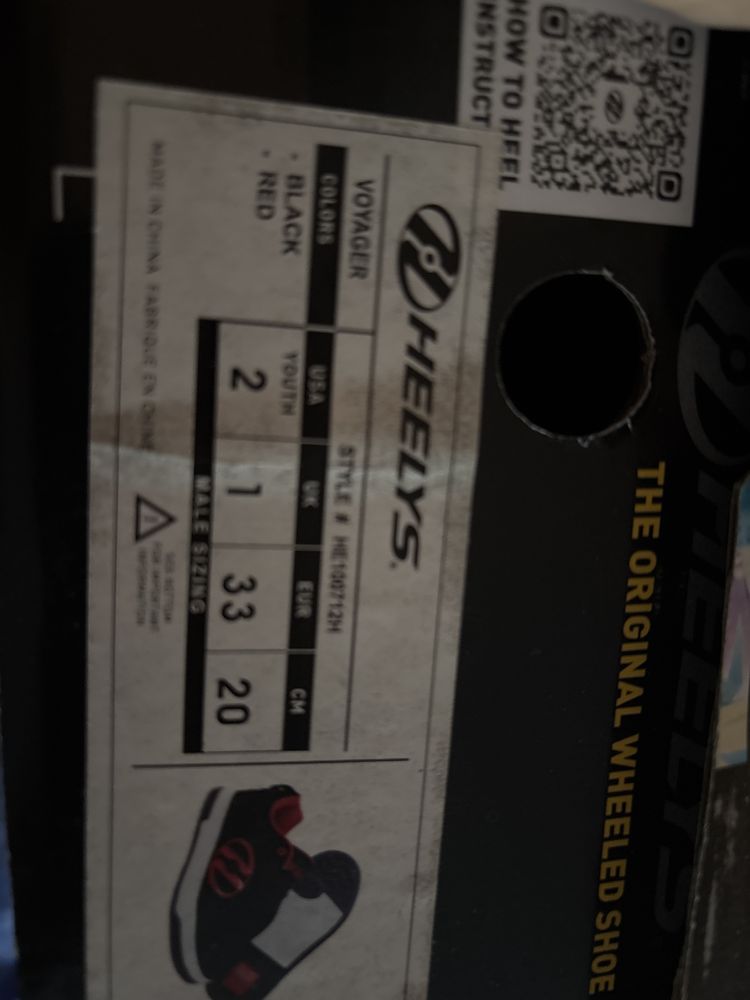 HOW TO HEEL
NSTRUCT
HEELYS
THE ORIGINAL WHEELED SHOE
HEELYS
VOYAGER
STYLE # HE100712H
COLORS
· BLACK
· RED
USA UK EUR CM
YOUTH
2 1 33 20
MALE SIZING
MADE IN CHINA FABRIQUE EN CHINE